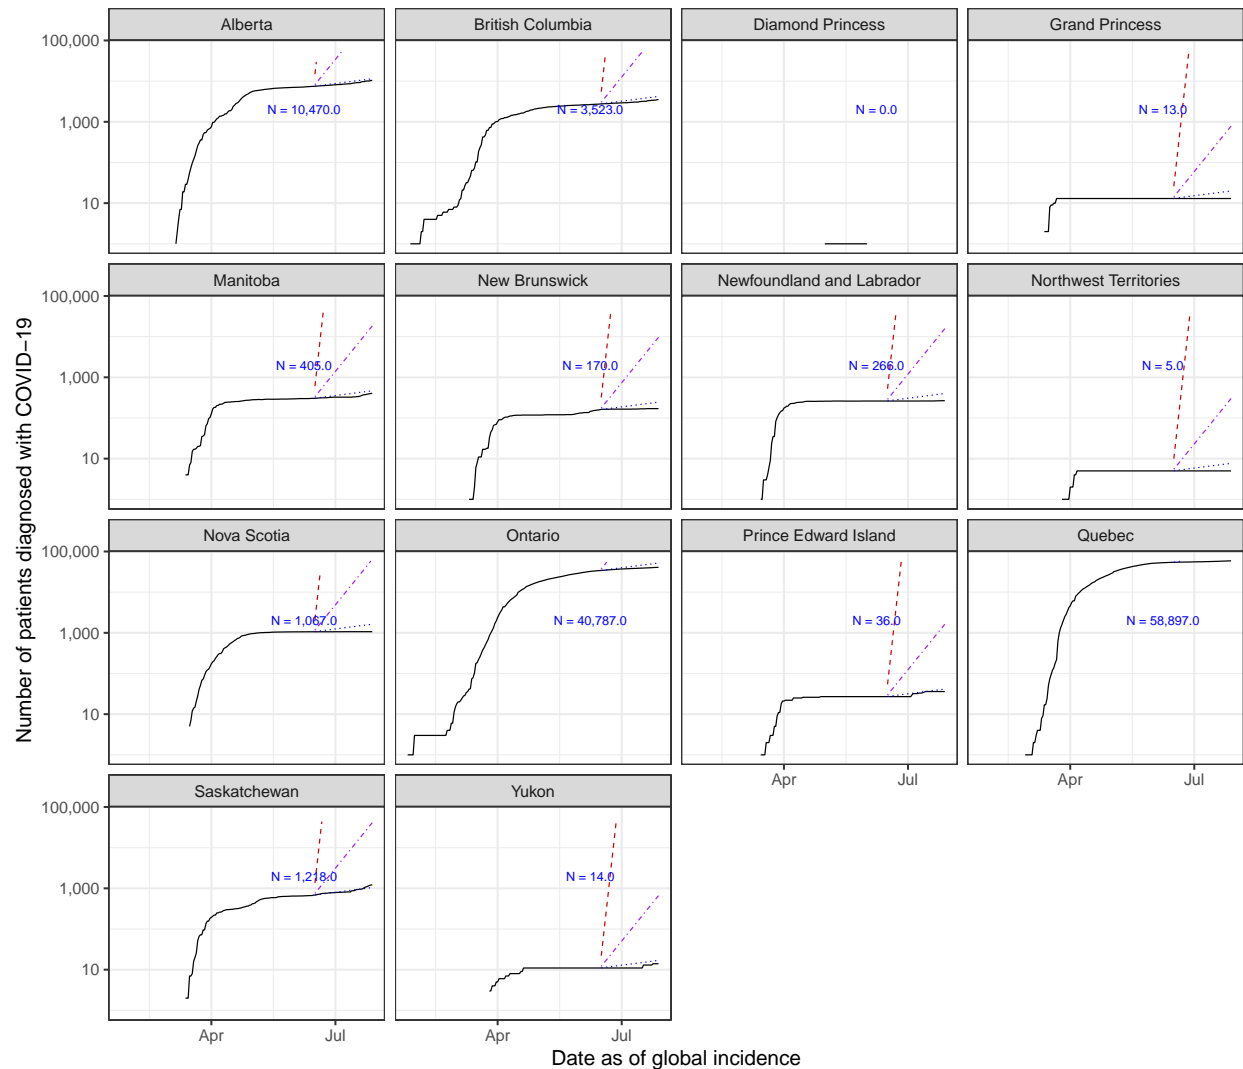 Alberta
British Columbia
Diamond Princess
Grand Princess
100,000
1,000
10
N = 10,470.0
N = 3,523.0
N = 0.0
N = 13.0
Manitoba
New Brunswick
Newfoundland and Labrador
Northwest Territories
100,000
1,000
10
N = 405.0
N = 170.0
N = 266.0
N = 5.0
Nova Scotia
Ontario
Prince Edward Island
Quebec
100,000
1,000
10
N = 1,067.0
N = 40,787.0
N = 36.0
N = 58,897.0
Apr
Jul
Apr
Jul
Saskatchewan
Yukon
100,000
1,000
10
N = 1,218.0
N = 14.0
Apr
Jul
Apr
Jul
Number of patients diagnosed with COVID−19
Date as of global incidence